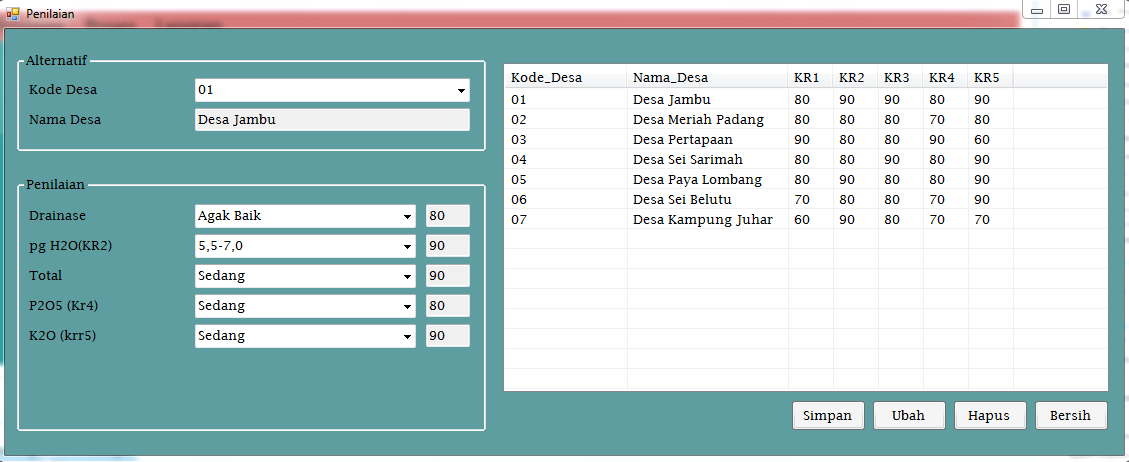 Penilaian
Alternatif
Kode Desa 01
Nama Desa Desa Jambu
Penilaian
Drainase Agak Baik 80
pg H2O(KR2) 5,5-7,0 90
Total Sedang 90
P2O5 (Kr4) Sedang 80
K2O (krr5) Sedang 90
Kode_Desa Nama_Desa KR1 KR2 KR3 KR4 KR5
01 Desa Jambu 80 90 90 80 90
02 Desa Meriah Padang 80 80 80 70 80
03 Desa Pertapaan 90 80 80 90 60
04 Desa Sei Sarimah 80 80 90 80 90
05 Desa Paya Lombang 80 90 80 80 90
06 Desa Sei Belutu 70 80 80 70 90
07 Desa Kampung Juhar 60 90 80 70 70
Simpan Ubah Hapus Bersih